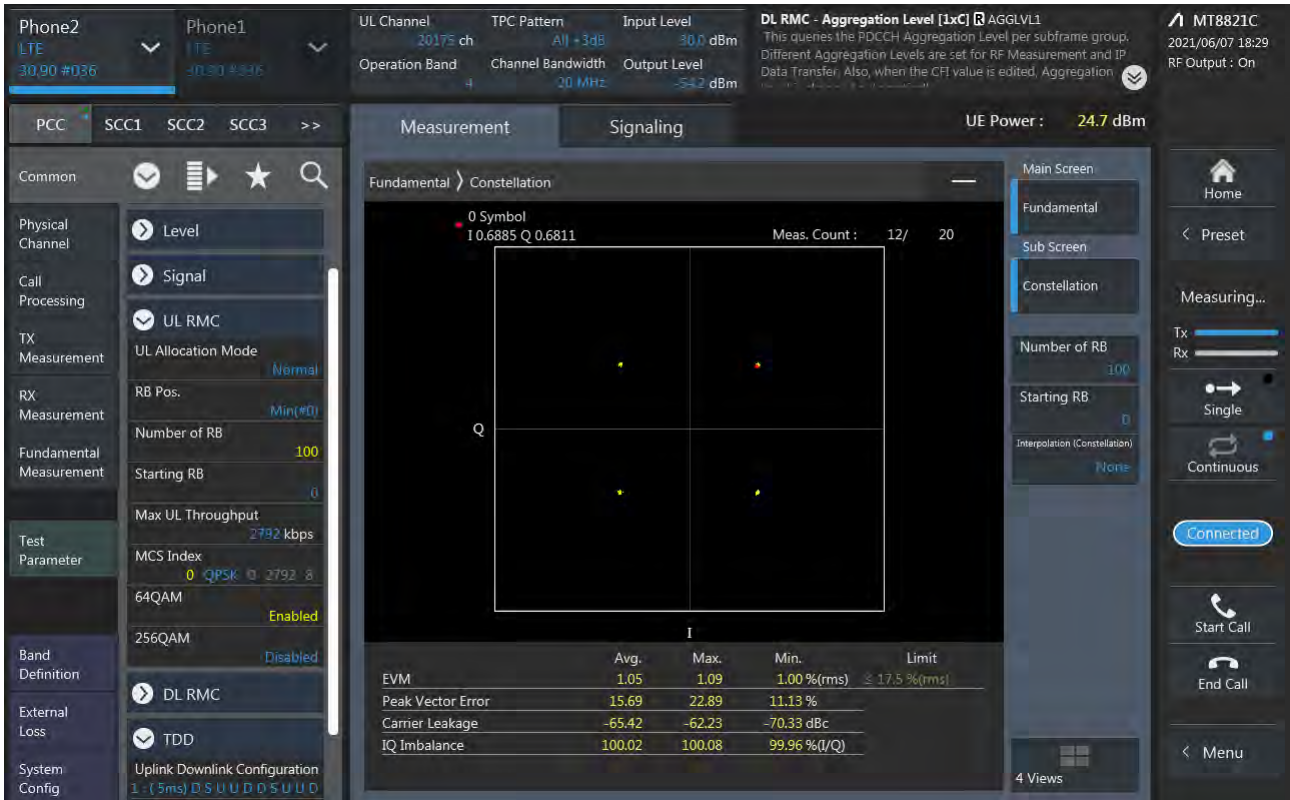 Phone2
LTE
30.90 #036
Phone1
LTE
UL Channel
20175 ch
Operation Band
4
TPC Pattern
All +3dB
Channel Bandwidth
20 MHz
Input Level
30.0 dBm
Output Level
-54.2 dBm
DL RMC - Aggregation Level [1xC] R AGGLVL1
This queries the PDCCH Aggregation Level per subframe group.
Different Aggregation Levels are set for RF Measurement and IP
Data Transfer. Also, when the CFI value is edited, Aggregation
MT8821C
2021/06/07 18:29
RF Output : On
PCC SCC1 SCC2 SCC3 >>
Measurement
Signaling
UE Power : 24.7 dBm
Common
Physical
Channel
Call
Processing
TX
Measurement
RX
Measurement
Fundamental
Measurement
Test
Parameter
Band
Definition
External
Loss
System
Config
Level
Signal
UL RMC
UL Allocation Mode
Normal
RB Pos.
Min(#0)
Number of RB
100
Starting RB
0
Max UL Throughput
2792 kbps
MCS Index
0 QPSK 0 2792 8
64QAM
Enabled
256QAM
Disabled
DL RMC
TDD
Uplink Downlink Configuration
1 : ( 5ms) D S U U D D S U U D
Fundamental 〉 Constellation
0 Symbol
I 0.6885 Q 0.6811
Meas. Count : 12/ 20
Q
I
Avg. Max. Min. Limit
EVM 1.05 1.09 1.00 %(rms) ≦ 17.5 %(rms)
Peak Vector Error 15.69 22.89 11.13 %
Carrier Leakage -65.42 -62.23 -70.33 dBc
IQ Imbalance 100.02 100.08 99.96 %(I/Q)
Main Screen
Fundamental
Sub Screen
Constellation
Number of RB
100
Starting RB
0
Interpolation (Constellation)
None
4 Views
Home
< Preset
Measuring...
Tx
Rx
Single
Continuous
Connected
Start Call
End Call
< Menu